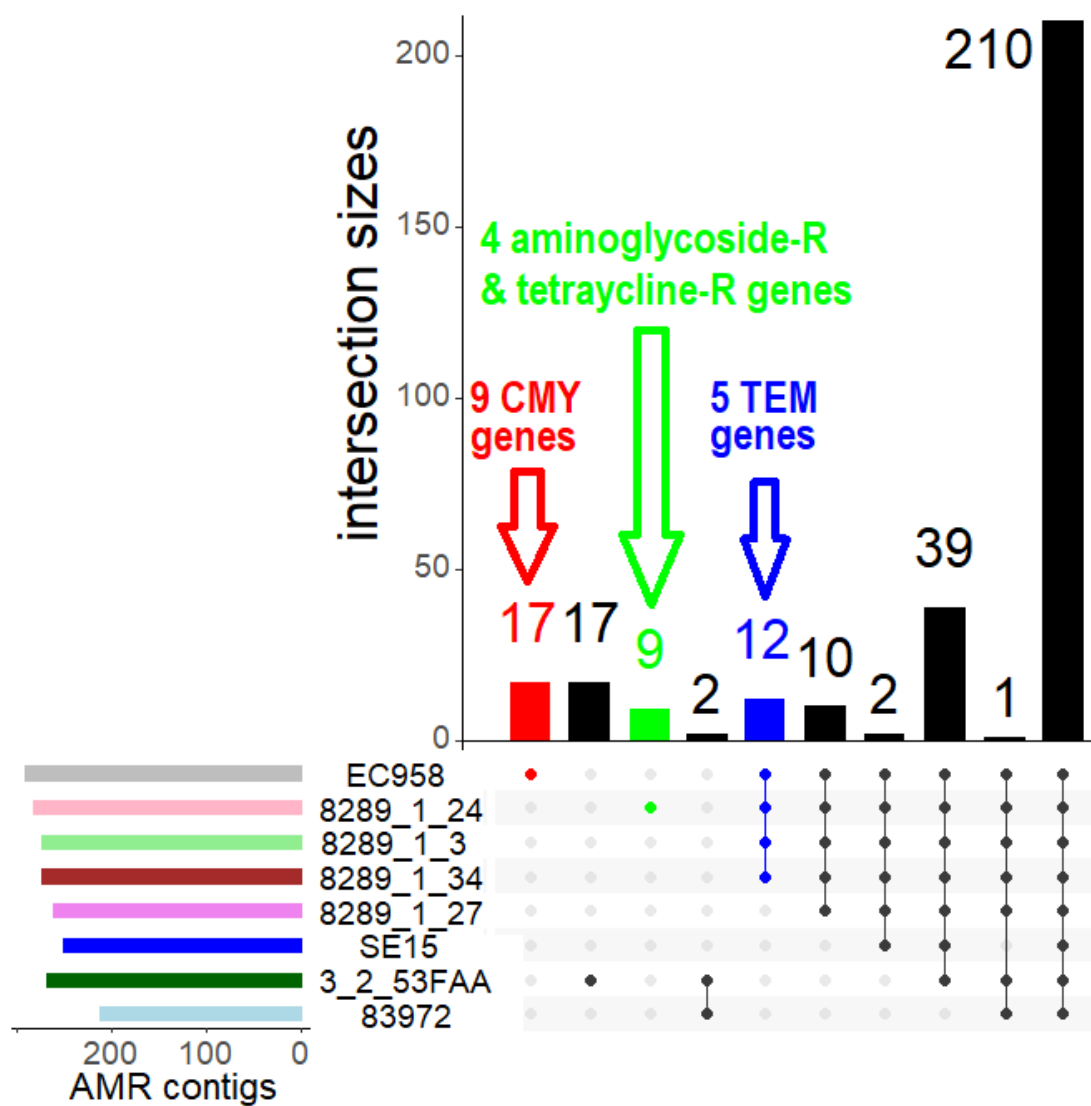 210
200
intersection sizes
150
4 aminoglycoside-R
& tetraycline-R genes
100
9 CMY
genes
5 TEM
genes
50
39
17
17
9
12
10
2
2
1
0
EC958
8289_1_24
8289_1_3
8289_1_34
8289_1_27
SE15
3_2_53FAA
83972
200 100 0
AMR contigs